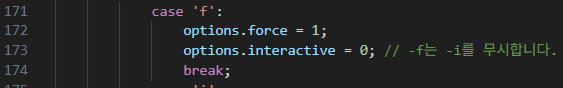 171 case 'f':
172 options.force = 1;
173 options.interactive = 0; // -f는 -i를 무시합니다.
174 break;